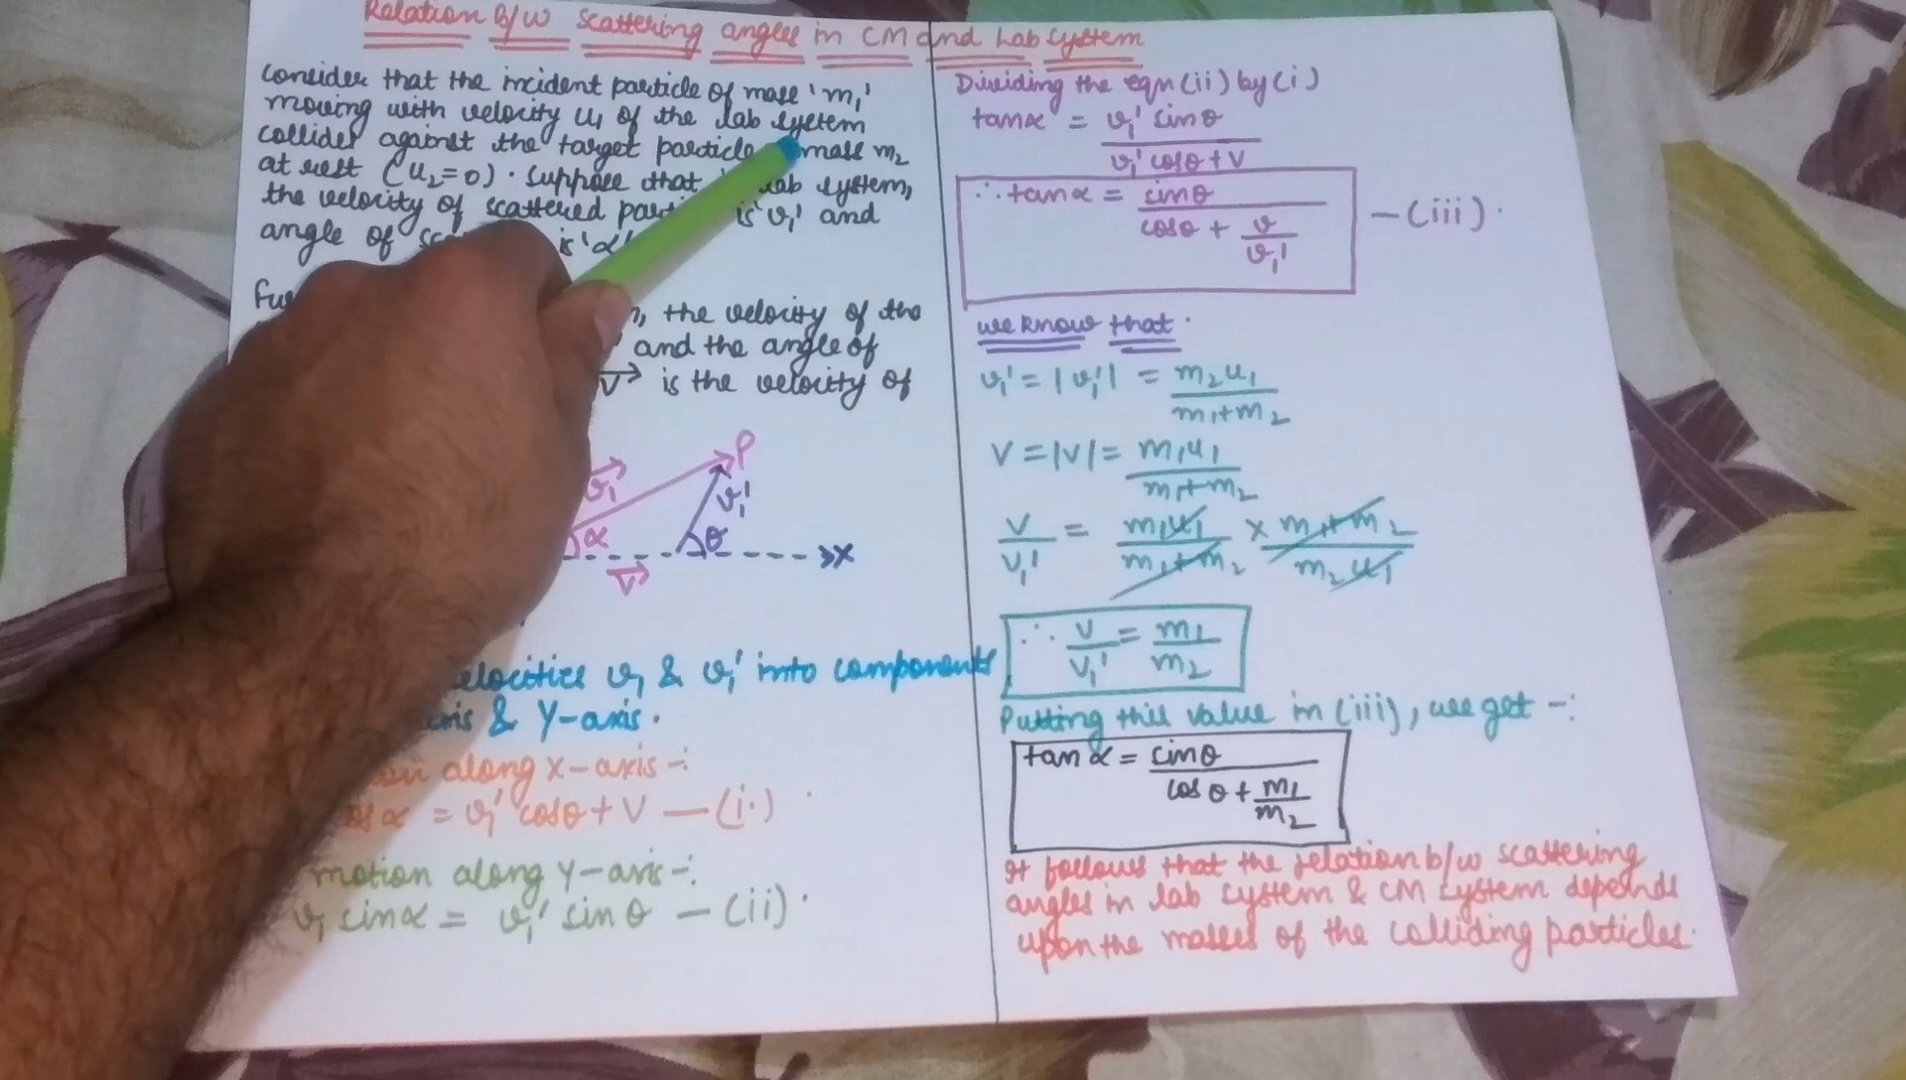 Relation b/w scattering angles in CM and Lab system
consider that the incident particle of mass 'm₁'
moving with velocity u₁ of the lab system
collides against the target particle mass m₂
at rest (u₂=0). suppose that lab system,
the velocity of scattered is 'v₁' and
angle of is 'α'
the velocity of the
and the angle of
V⃗ is the velocity of
P
v⃗₁
v₁'
α
θ
X
V⃗
velocities v₁ & v₁' into components
& Y-axis.
along x-axis -:
α = v₁' cosθ + V — (i.)
motion along Y-axis -:
v₁ sinα = v₁' sin θ — (ii).
Dividing the eqn (ii) by (i)
tanα = v₁' sinθ / v₁' cosθ + V
∴ tanα = sinθ / cosθ + v/v₁' — (iii).
we know that.
v₁' = |v₁'| = m₂u₁ / m₁+m₂
V = |V| = m₁u₁ / m₁+m₂
V/V₁' = m₁u₁ / m₁+m₂ × m₁+m₂ / m₂u₁
∴ V/V₁' = m₁/m₂
Putting this value in (iii), we get -:
tan α = sinθ / cos θ + m₁/m₂
It follows that the relation b/w scattering
angles in lab system & CM system depends
upon the masses of the colliding particles.